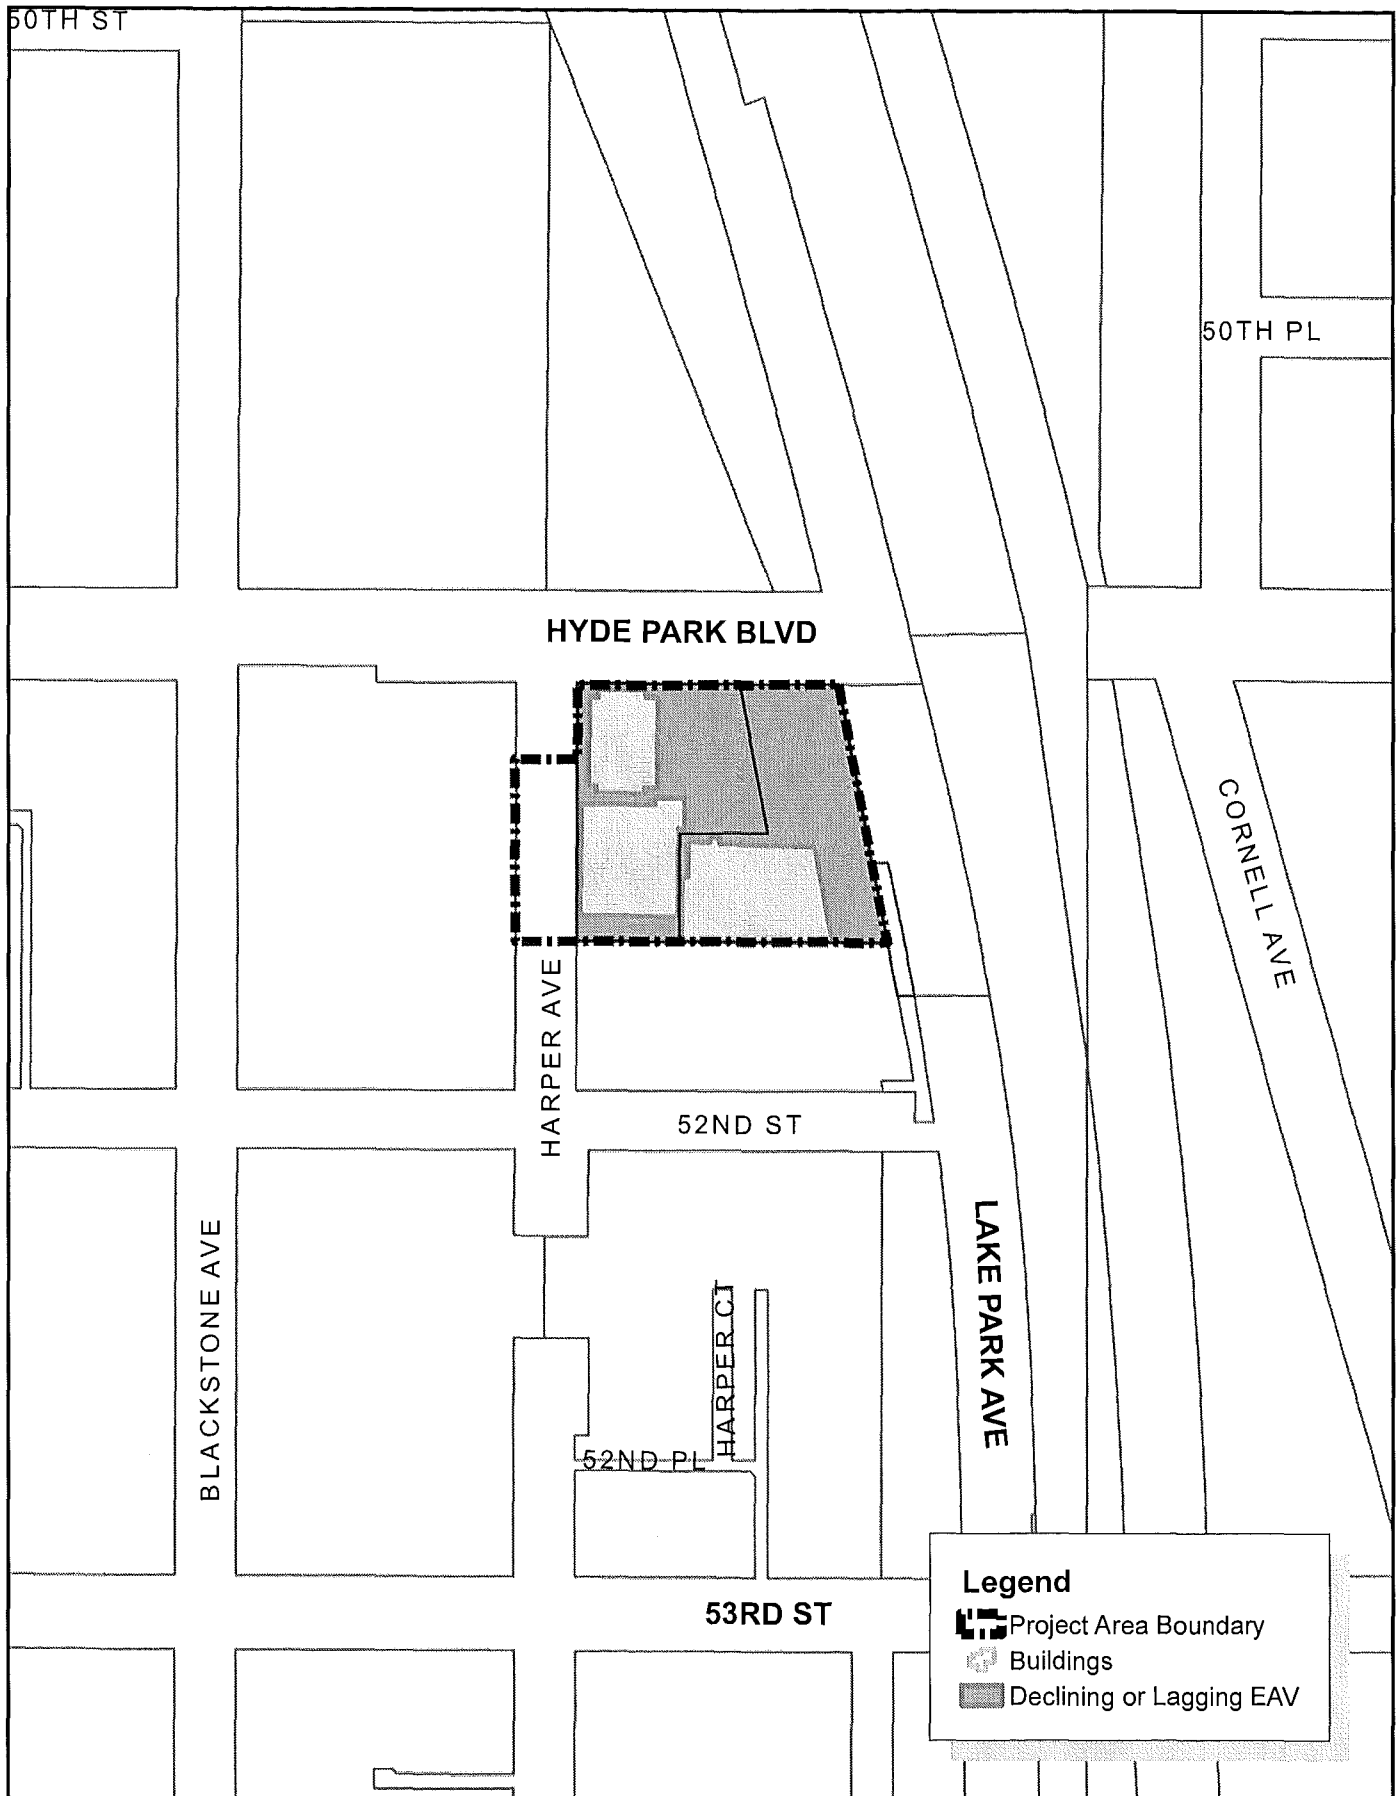 50TH ST
50TH PL
HYDE PARK BLVD
CORNELL AVE
HARPER AVE
52ND ST
LAKE PARK AVE
BLACKSTONE AVE
HARPER CT
52ND PL
53RD ST
Legend
Project Area Boundary
Buildings
Declining or Lagging EAV